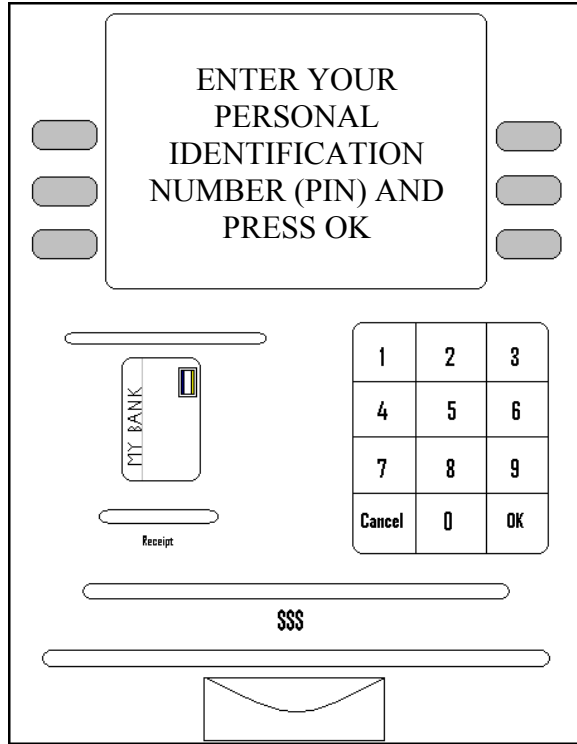 ENTER YOUR
PERSONAL
IDENTIFICATION
NUMBER (PIN) AND
PRESS OK
1 2 3
4 5 6
7 8 9
Cancel 0 OK
MY BANK
Receipt
$$$